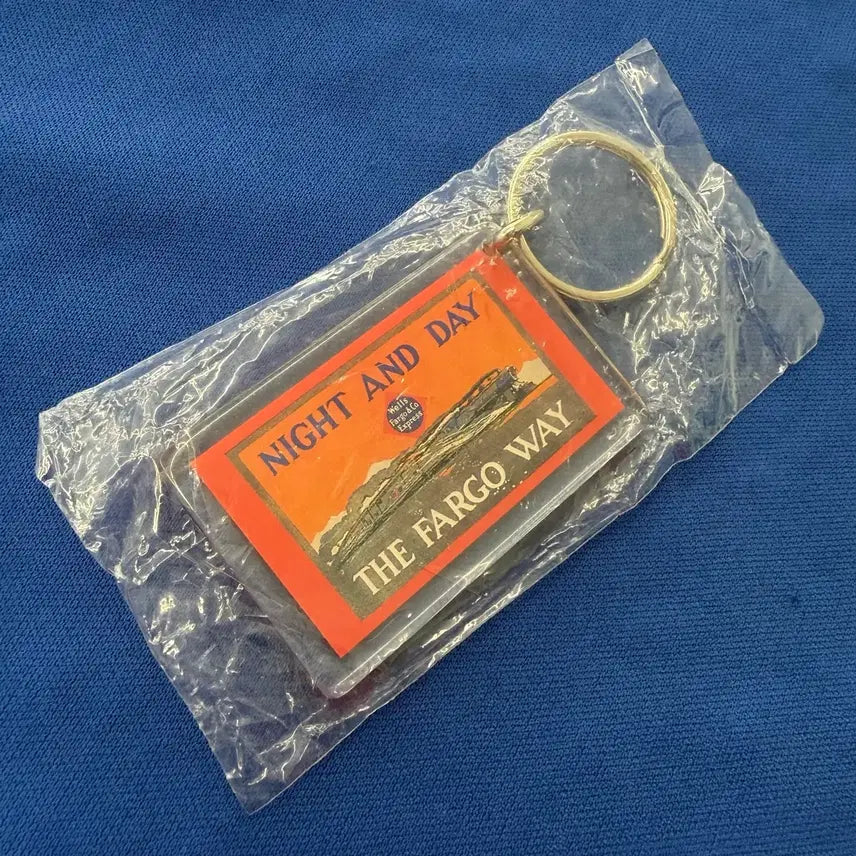 NIGHT AND DAY
Wells
Fargo & Co
Express
THE FARGO WAY